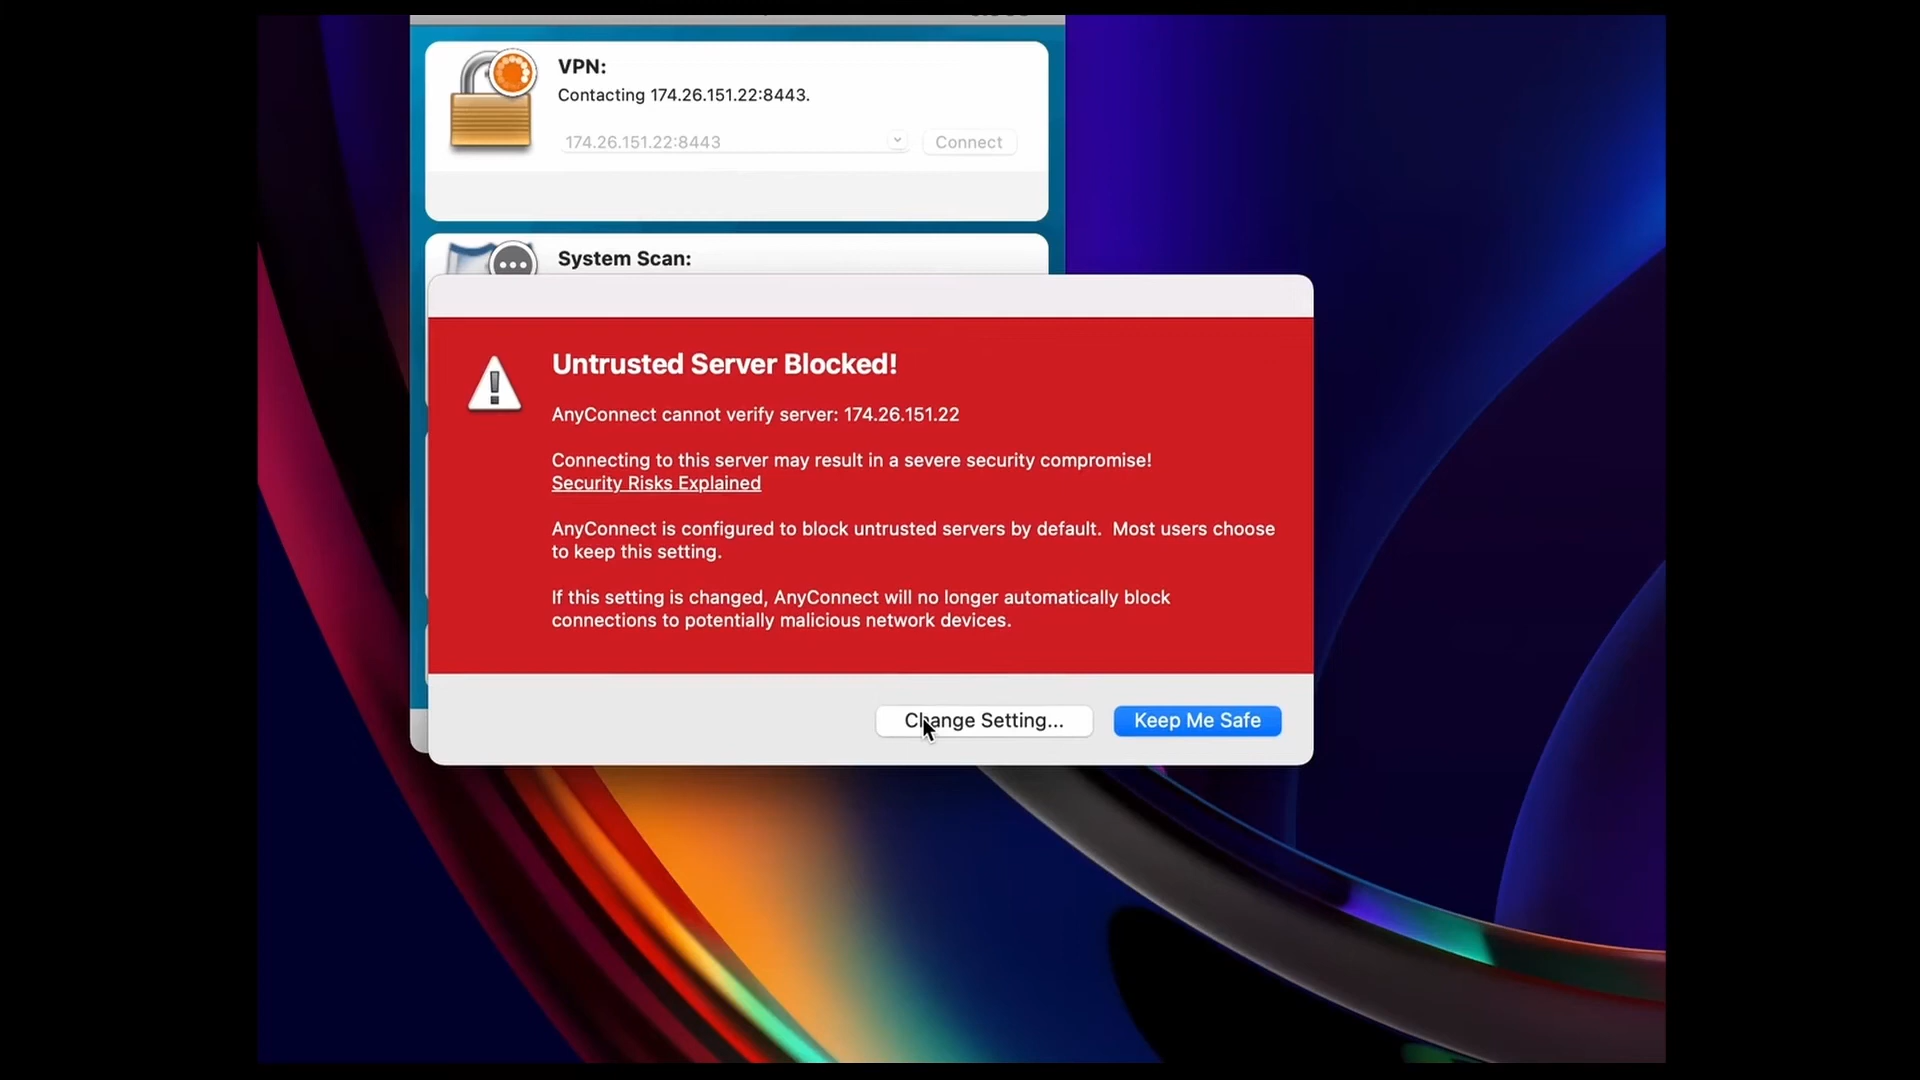 VPN:
Contacting 174.26.151.22:8443.
174.26.151.22:8443
Connect
System Scan:
Untrusted Server Blocked!
AnyConnect cannot verify server: 174.26.151.22
Connecting to this server may result in a severe security compromise!
Security Risks Explained
AnyConnect is configured to block untrusted servers by default.  Most users choose
to keep this setting.
If this setting is changed, AnyConnect will no longer automatically block
connections to potentially malicious network devices.
Change Setting...
Keep Me Safe